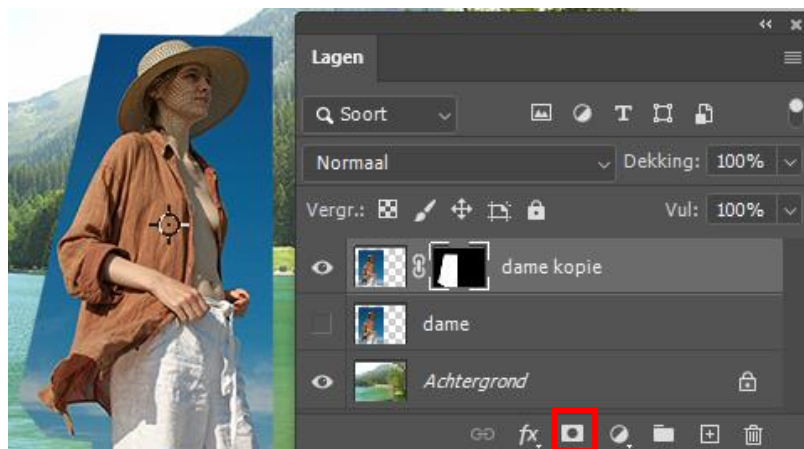 Lagen
Soort
Normaal Dekking: 100%
Vergr.: Vul: 100%
dame kopie
dame
Achtergrond
fx